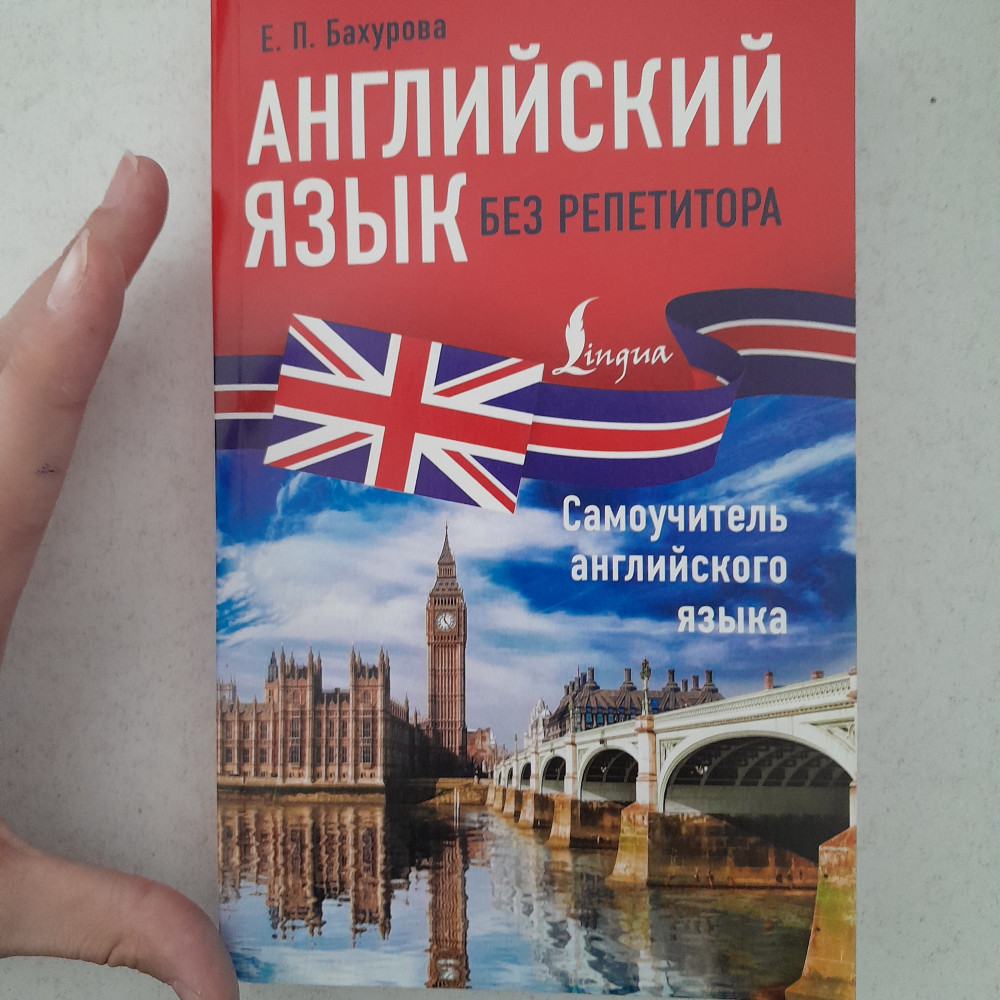 Е. П. Бахурова
АНГЛИЙСКИЙ
ЯЗЫК БЕЗ РЕПЕТИТОРА
Lingua
Самоучитель
английского
языка